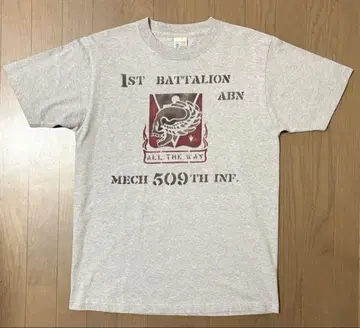 1ST BATTALION
ABN
ALL THE WAY
MECH 509TH INF.